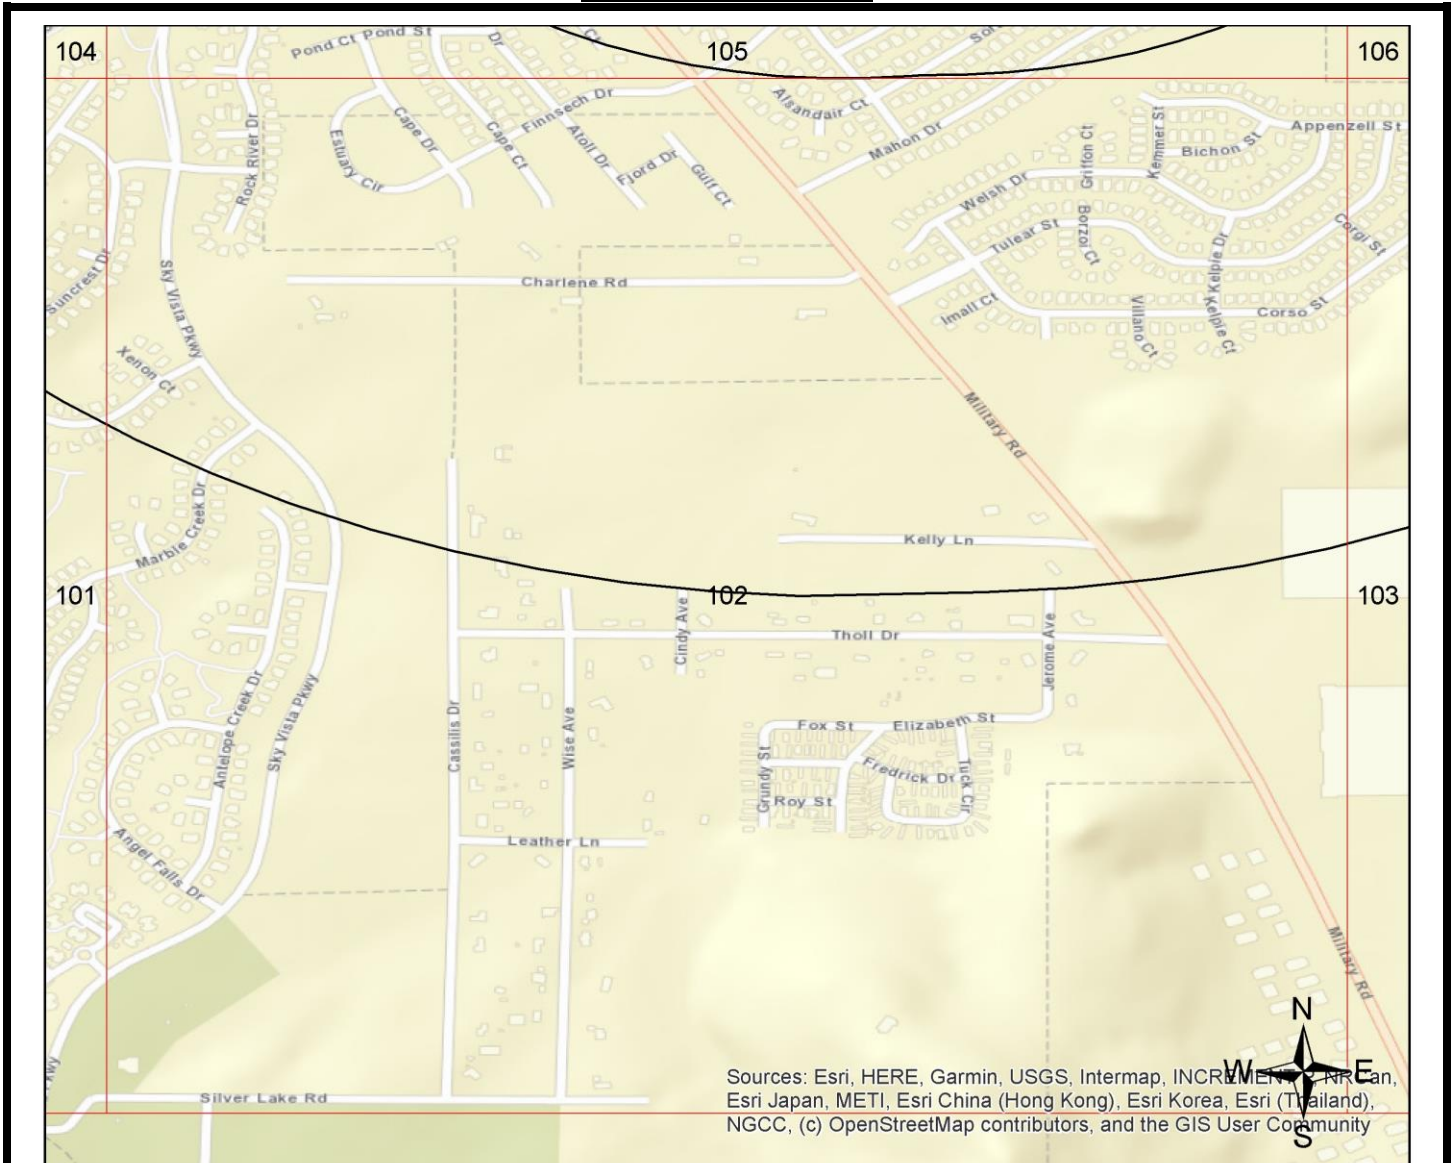 104
105
106
Pond Ct
Pond St
Dr
Ct
Alsandair Ct
Finnsech Dr
Mahon Dr
Cape Dr
Cape Ct
Atoll Dr
Fjord Dr
Gulf Ct
Estuary Cir
Rock River Dr
Griffon Ct
Kemmer St
Appenzell St
Bichon St
Welsh Dr
Tulear St
Borzoi Ct
Corgi St
Kelpie Dr
Suncrest Dr
Sky Vista Pkwy
Charlene Rd
Imall Ct
Villano Ct
Kelpie Ct
Corso St
Xenon Ct
Military Rd
Marble Creek Dr
Kelly Ln
101
102
103
Cindy Ave
Tholl Dr
Jerome Ave
Antelope Creek Dr
Sky Vista Pkwy
Cassilis Dr
Wise Ave
Fox St
Elizabeth St
Grundy St
Fredrick Dr
Tuck Cir
Roy St
Leather Ln
Angel Falls Dr
Military Rd
N
W
E
S
Silver Lake Rd
Sources: Esri, HERE, Garmin, USGS, Intermap, INCREMENT P, NRCan,
Esri Japan, METI, Esri China (Hong Kong), Esri Korea, Esri (Thailand),
NGCC, (c) OpenStreetMap contributors, and the GIS User Community